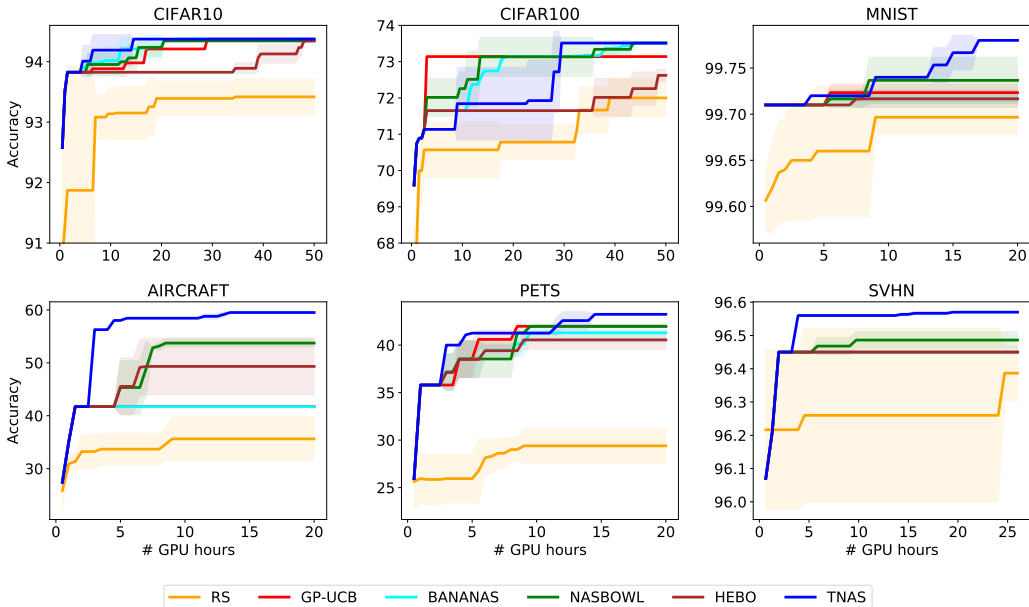 CIFAR10 CIFAR100 MNIST
Accuracy
94
93
92
91
0 10 20 30 40 50
74
73
72
71
70
69
68
0 10 20 30 40 50
99.75
99.70
99.65
99.60
0 5 10 15 20
AIRCRAFT PETS SVHN
Accuracy
60
50
40
30
0 5 10 15 20
# GPU hours
40
35
30
25
0 5 10 15 20
# GPU hours
96.6
96.5
96.4
96.3
96.2
96.1
96.0
0 5 10 15 20 25
# GPU hours
RS GP-UCB BANANAS NASBOWL HEBO TNAS